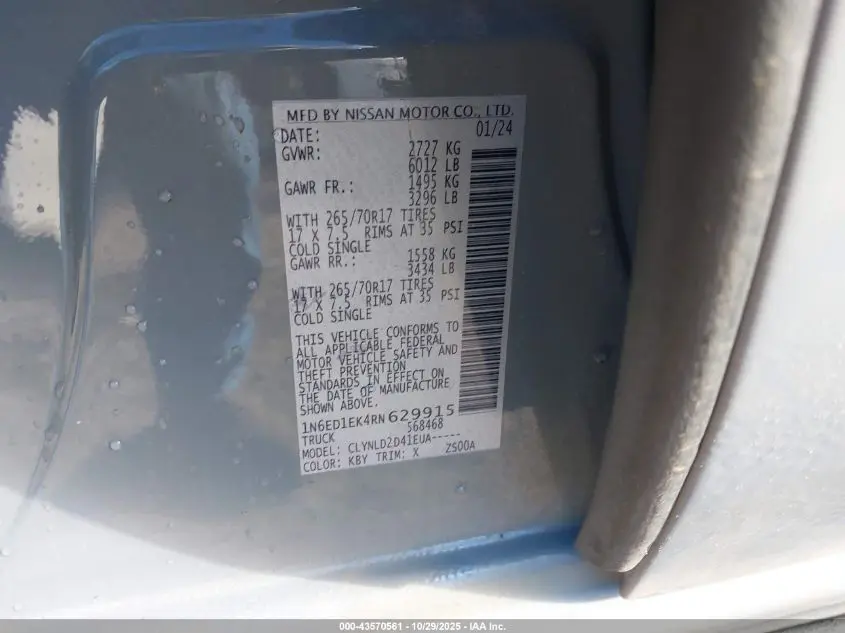 MFD BY NISSAN MOTOR CO., LTD.
DATE: 01/24
GVWR: 2727 KG
6012 LB
GAWR FR.: 1495 KG
3296 LB
WITH 265/70R17 TIRES
17 X 7.5 RIMS AT 35 PSI
COLD SINGLE
GAWR RR.: 1558 KG
3434 LB
WITH 265/70R17 TIRES
17 X 7.5 RIMS AT 35 PSI
COLD SINGLE
THIS VEHICLE CONFORMS TO
ALL APPLICABLE FEDERAL
MOTOR VEHICLE SAFETY AND
THEFT PREVENTION
STANDARDS IN EFFECT ON
THE DATE OF MANUFACTURE
SHOWN ABOVE.
1N6ED1EK4RN629915
TRUCK S68468
MODEL: CLYNLD2D41EUA-----
COLOR: KBY TRIM: X ZS00A
000-43570561 - 10/29/2025 - IAA Inc.